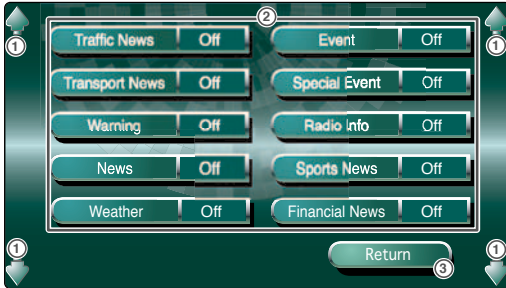 ②
① Traffic News Off Event Off ①
Transport News Off Special Event Off
Warning Off Radio Info Off
News Off Sports News Off
Weather Off Financial News Off
① Return ③ ①